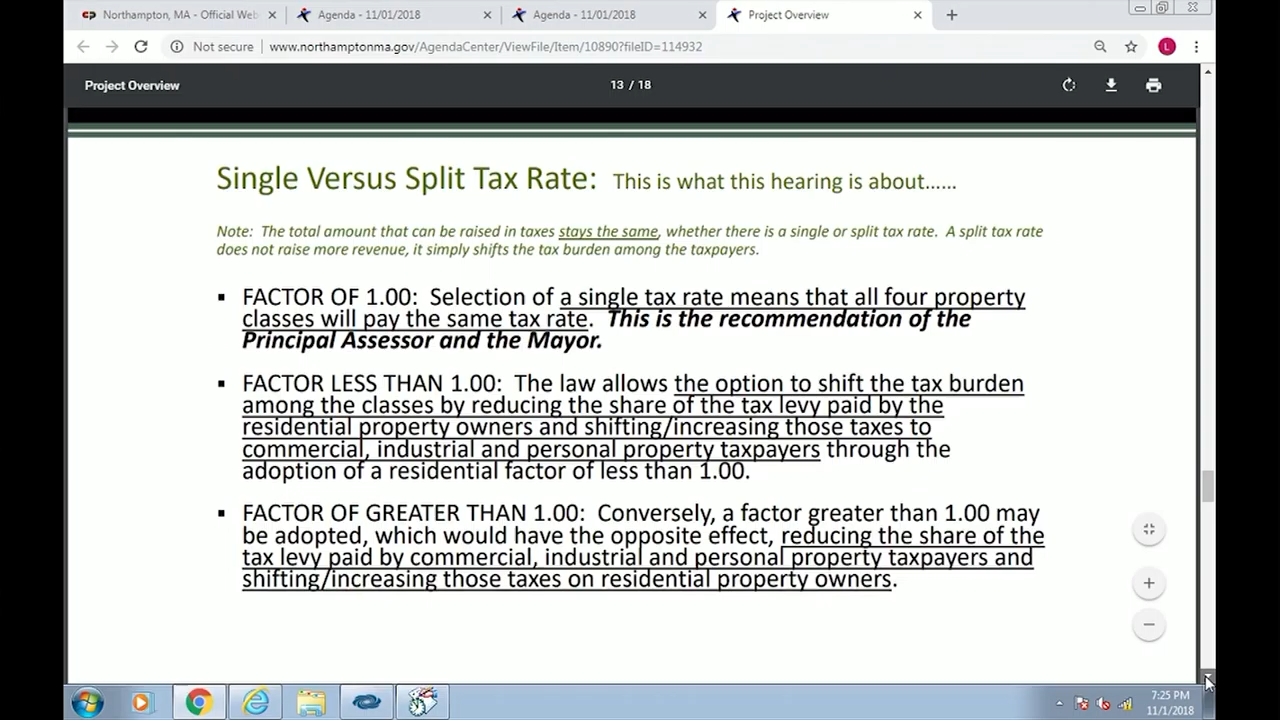 Northampton, MA - Official Web
Agenda - 11/01/2018
Agenda - 11/01/2018
Project Overview
Not secure
www.northamptonma.gov/AgendaCenter/ViewFile/Item/10890?fileID=114932
L
Project Overview
13 / 18
Single Versus Split Tax Rate: This is what this hearing is about……
Note: The total amount that can be raised in taxes stays the same, whether there is a single or split tax rate. A split tax rate
does not raise more revenue, it simply shifts the tax burden among the taxpayers.
▪ FACTOR OF 1.00: Selection of a single tax rate means that all four property
classes will pay the same tax rate. This is the recommendation of the
Principal Assessor and the Mayor.
▪ FACTOR LESS THAN 1.00: The law allows the option to shift the tax burden
among the classes by reducing the share of the tax levy paid by the
residential property owners and shifting/increasing those taxes to
commercial, industrial and personal property taxpayers through the
adoption of a residential factor of less than 1.00.
▪ FACTOR OF GREATER THAN 1.00: Conversely, a factor greater than 1.00 may
be adopted, which would have the opposite effect, reducing the share of the
tax levy paid by commercial, industrial and personal property taxpayers and
shifting/increasing those taxes on residential property owners.
7:25 PM
11/1/2018